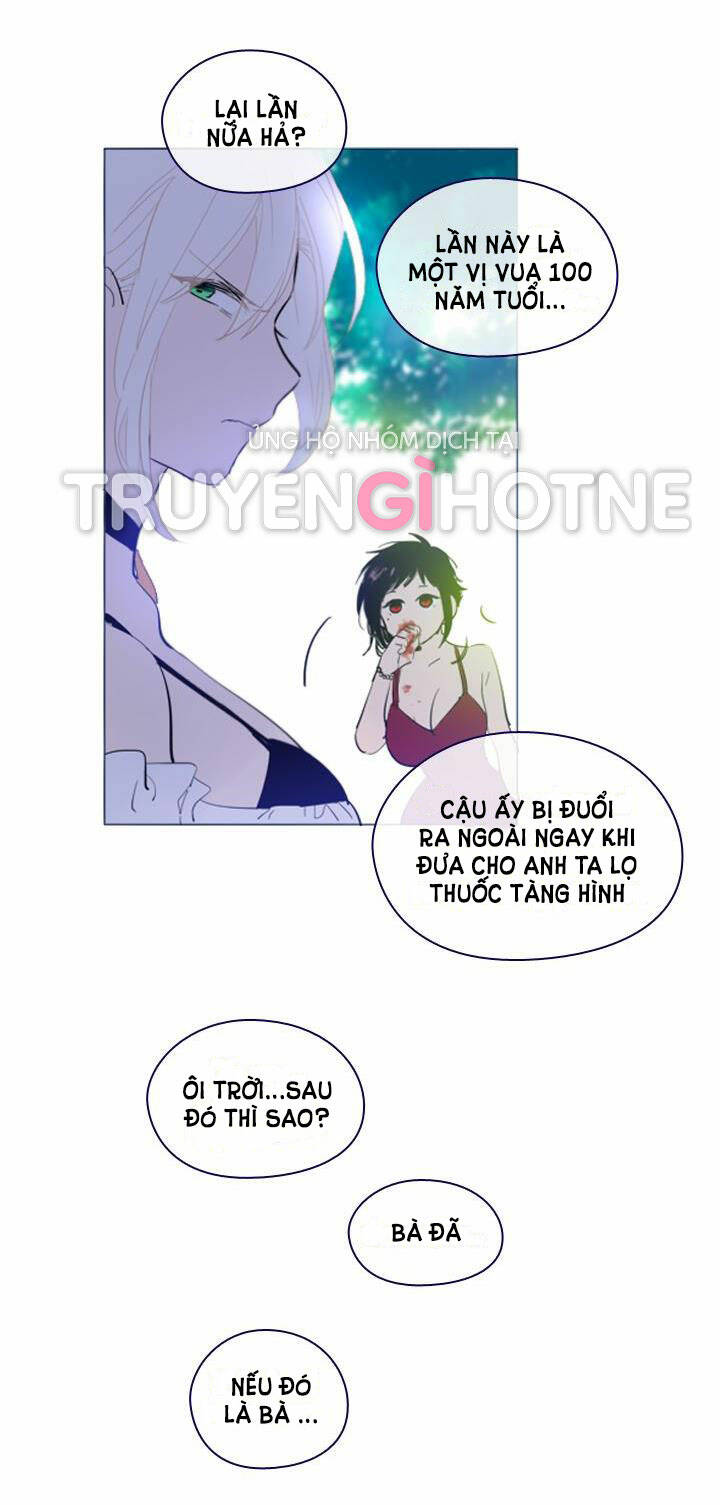 LẠI LẦN
NỮA HẢ?
LẦN NÀY LÀ
MỘT VỊ VUA 100
NĂM TUỔI...
ỦNG HỘ NHÓM DỊCH TẠI
TRUYENGIHOTNE
CẬU ẤY BỊ ĐUỔI
RA NGOÀI NGAY KHI
ĐƯA CHO ANH TA LỌ
THUỐC TÀNG HÌNH
ÔI TRỜI...SAU
ĐÓ THÌ SAO?
BÀ ĐÃ
NẾU ĐÓ
LÀ BÀ ...